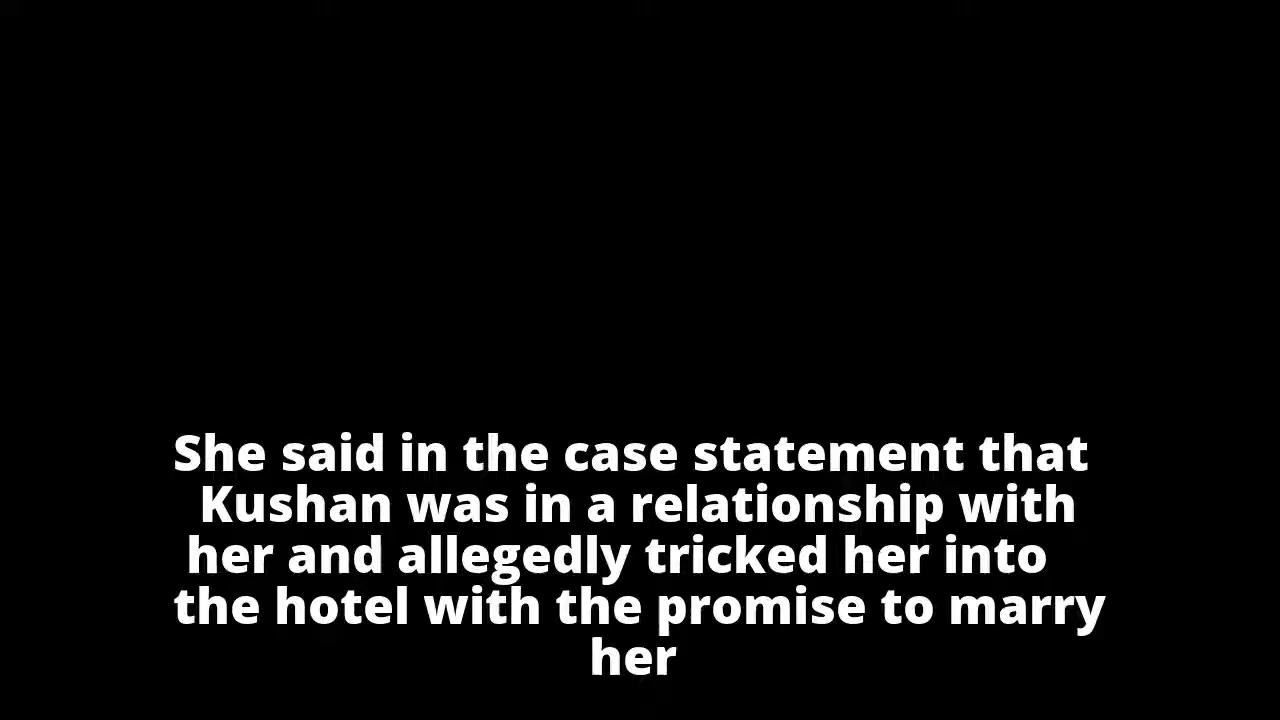 She said in the case statement that
Kushan was in a relationship with
her and allegedly tricked her into
the hotel with the promise to marry
her